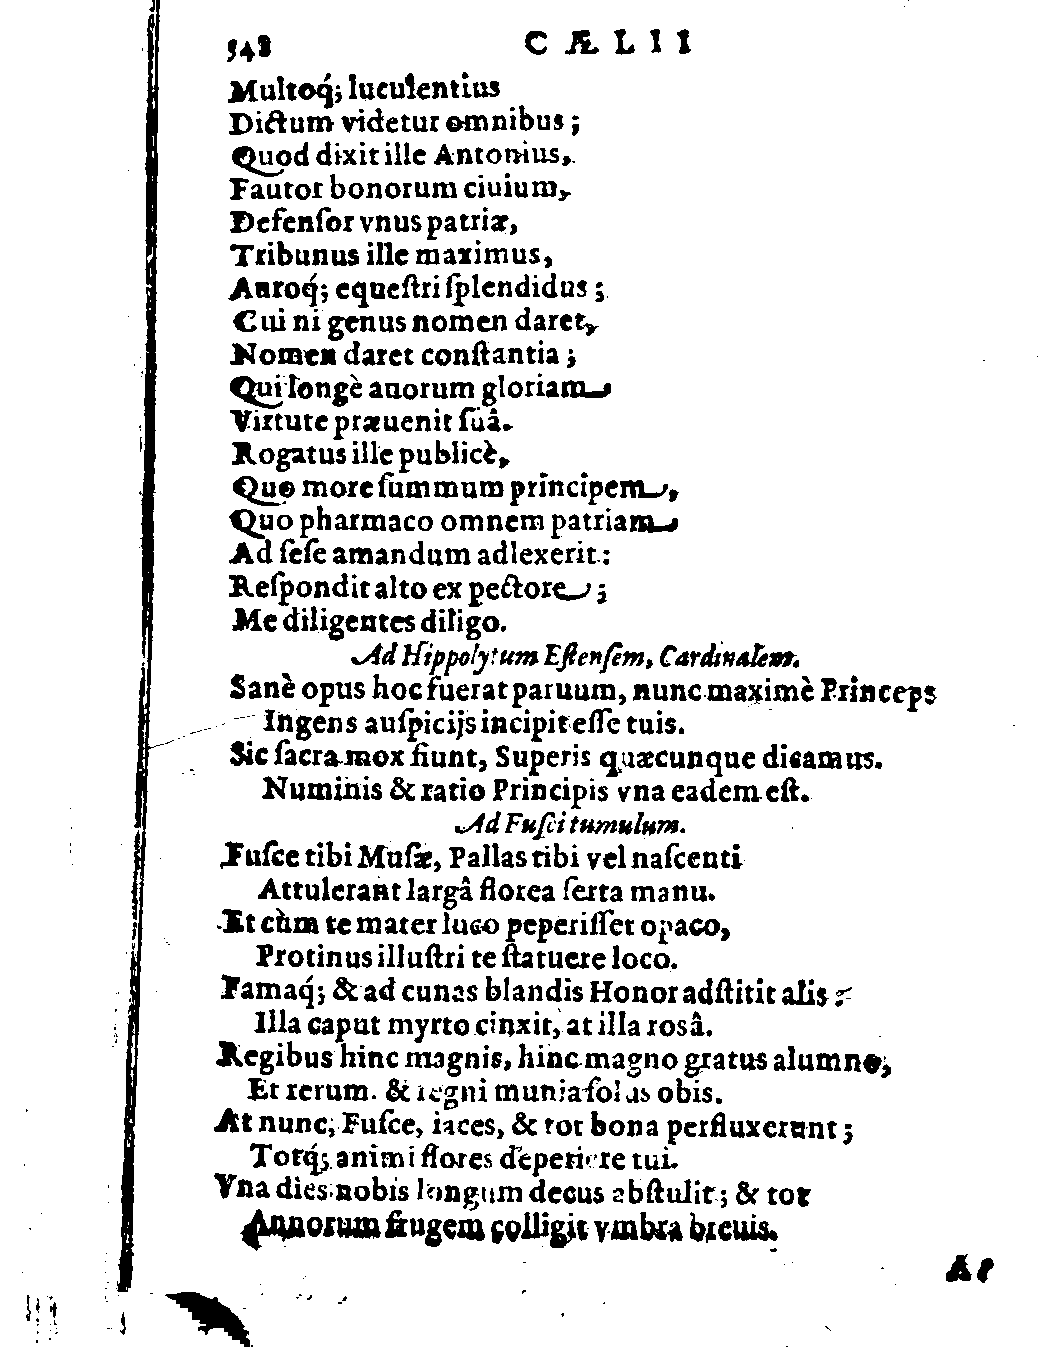 548 CÆLII
Multoq́; luculentius
Dictum videtur omnibus;
Quod dixit ille Antonius,
Fautor bonorum ciuium,
Defenſor vnus patriæ,
Tribunus ille maximus,
Auroq́; equeſtri ſplendidus;
Cui ni genus nomen daret,
Nomen daret conſtantia;
Qui longè auorum gloriam
Virtute præuenit ſuâ.
Rogatus ille publicè,
Quo more ſummum principem,
Quo pharmaco omnem patriam
Ad ſeſe amandum adlexerit:
Reſpondit alto ex pectore;
Me diligentes diligo.
Ad Hippolytum Eſtenſem, Cardinalem.
Sanè opus hoc fuerat paruum, nunc maximè Princeps
Ingens auſpicijs incipit eſſe tuis.
Sic ſacra mox fiunt, Superis quæcunque dicamus.
Numinis & ratio Principis vna eadem eſt.
Ad Fuſci tumulum.
Fuſce tibi Muſæ, Pallas tibi vel naſcenti
Attulerant largâ florea ſerta manu.
Et cùm te mater luco peperiſſet opaco,
Protinus illuſtri te ſtatuere loco.
Famaq́; & ad cunas blandis Honor adſtitit alis:
Illa caput myrto cinxit, at illa roſâ.
Regibus hinc magnis, hinc magno gratus alumno,
Et rerum. & regni munia ſolus obis.
At nunc, Fuſce, iaces, & tot bona perfluxerunt;
Totq́; animi flores deperiere tui.
Vna dies nobis longum decus abſtulit; & tot
Annorum frugem colligit vmbra breuis.